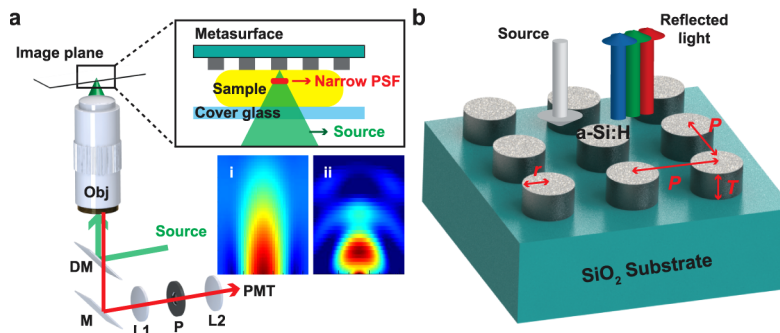 a
Image plane
Metasurface
Sample
Narrow PSF
Cover glass
Source
Obj
i
ii
Source
DM
PMT
M
L1
P
L2
b
Source
Reflected
light
a-Si:H
P
r
P
T
SiO₂ Substrate